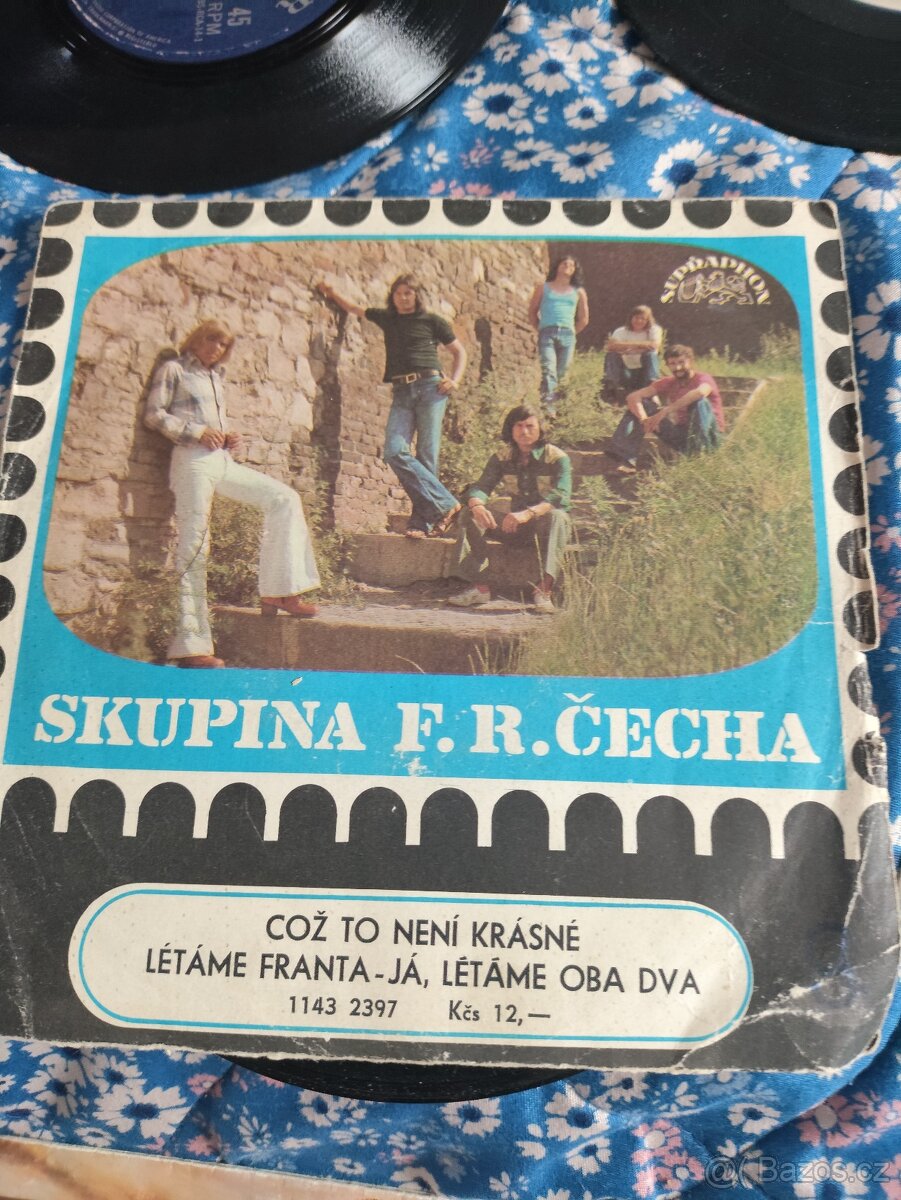 45
RPM
SUPRAPHON
SKUPINA F. R. ČECHA
COŽ TO NENÍ KRÁSNÉ
LÉTÁME FRANTA - JÁ, LÉTÁME OBA DVA
1143 2397 Kčs 12,—
Bazos.cz